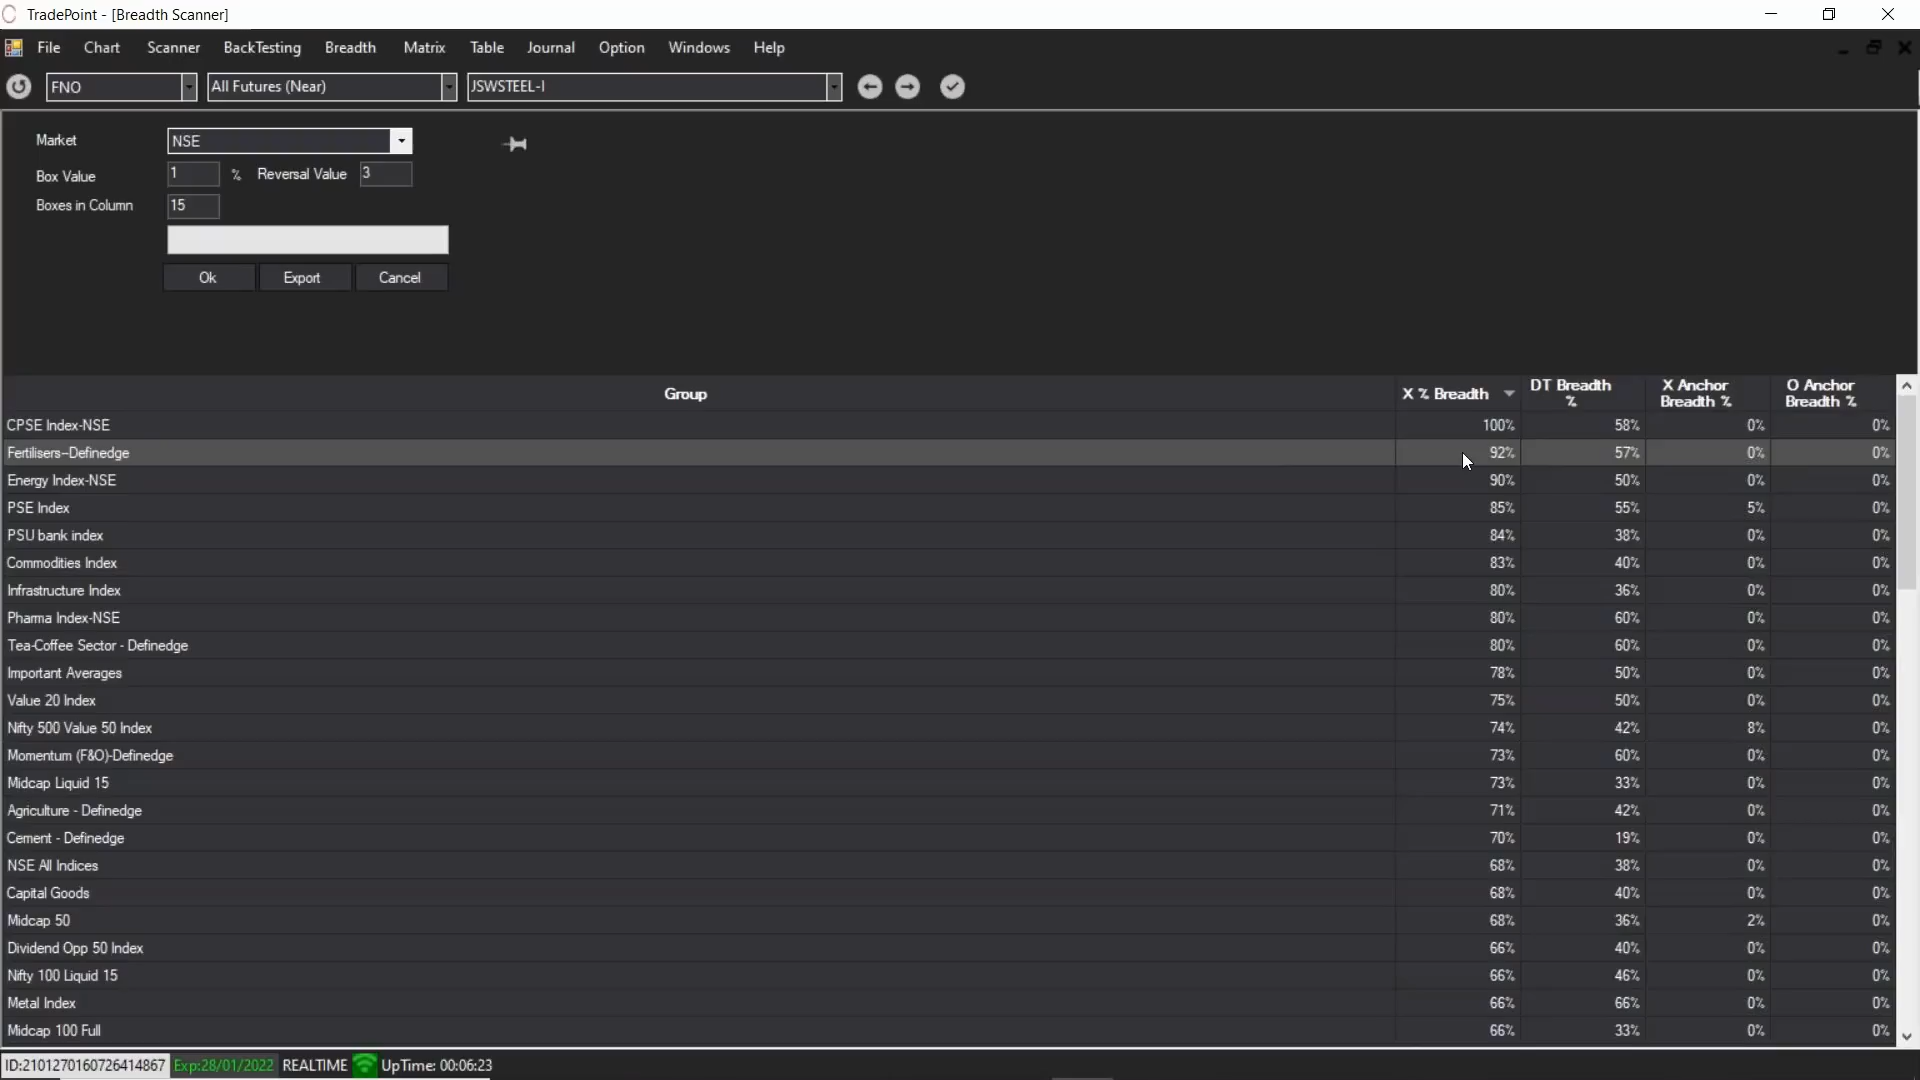 TradePoint - [Breadth Scanner]
File Chart Scanner BackTesting Breadth Matrix Table Journal Option Windows Help
FNO All Futures (Near) JSWSTEEL-I
Market NSE
Box Value 1 % Reversal Value 3
Boxes in Column 15
Ok Export Cancel
Group X % Breadth DT Breadth % X Anchor Breadth % O Anchor Breadth %
CPSE Index-NSE 100% 58% 0% 0%
Fertilisers--Definedge 92% 57% 0% 0%
Energy Index-NSE 90% 50% 0% 0%
PSE Index 85% 55% 5% 0%
PSU bank index 84% 38% 0% 0%
Commodities Index 83% 40% 0% 0%
Infrastructure Index 80% 36% 0% 0%
Pharma Index-NSE 80% 60% 0% 0%
Tea-Coffee Sector - Definedge 80% 60% 0% 0%
Important Averages 78% 50% 0% 0%
Value 20 Index 75% 50% 0% 0%
Nifty 500 Value 50 Index 74% 42% 8% 0%
Momentum (F&O)-Definedge 73% 60% 0% 0%
Midcap Liquid 15 73% 33% 0% 0%
Agriculture - Definedge 71% 42% 0% 0%
Cement - Definedge 70% 19% 0% 0%
NSE All Indices 68% 38% 0% 0%
Capital Goods 68% 40% 0% 0%
Midcap 50 68% 36% 2% 0%
Dividend Opp 50 Index 66% 40% 0% 0%
Nifty 100 Liquid 15 66% 46% 0% 0%
Metal Index 66% 66% 0% 0%
Midcap 100 Full 66% 33% 0% 0%
ID:2101270160726414867 Exp:28/01/2022 REALTIME UpTime: 00:06:23